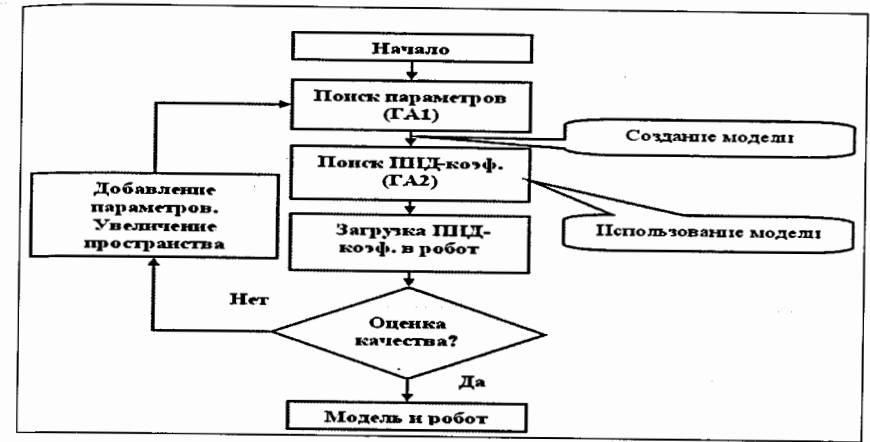 Начало
Поиск параметров
(ГА1)
Создание модели
Поиск ПИД-коэф.
(ГА2)
Добавление
параметров.
Увеличение
пространства
Загрузка ПИД-
коэф. в робот
Использование модели
Нет
Оценка
качества?
Да
Модель и робот